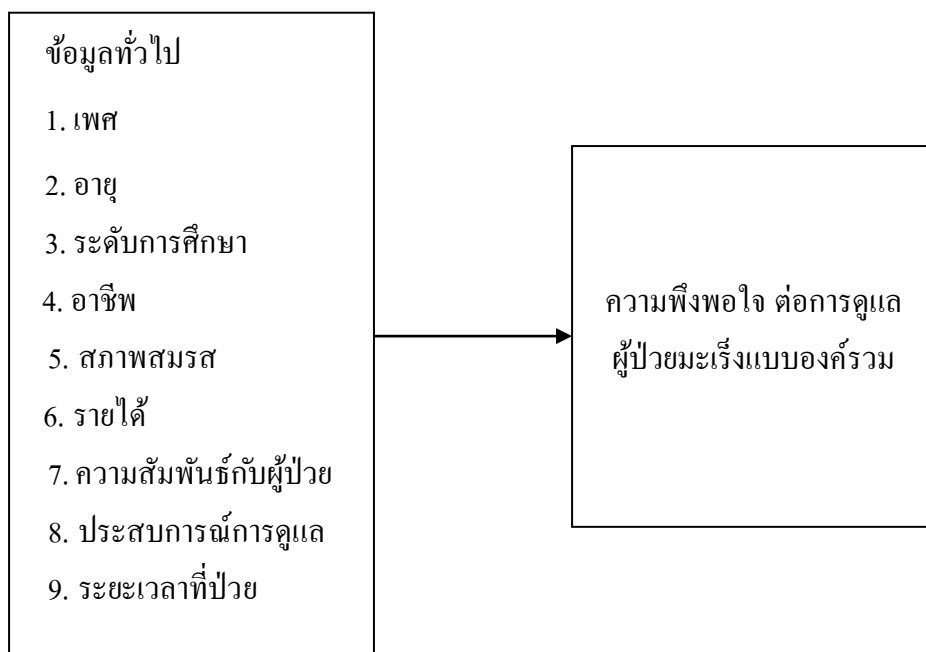 ข้อมูลทั่วไป
1. เพศ
2. อายุ
3. ระดับการศึกษา
4. อาชีพ
5. สภาพสมรส
6. รายได้
7. ความสัมพันธ์กับผู้ป่วย
8. ประสบการณ์การดูแล
9. ระยะเวลาที่ป่วย
ความพึงพอใจ ต่อการดูแล
ผู้ป่วยมะเร็งแบบองค์รวม